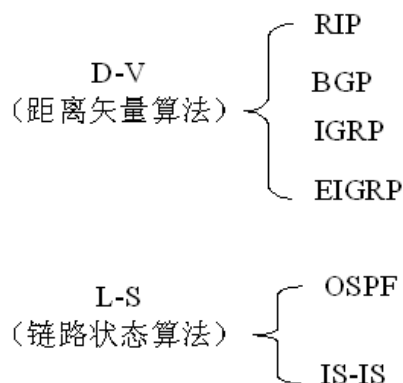 D-V
（距离矢量算法）
RIP
BGP
IGRP
EIGRP
L-S
（链路状态算法）
OSPF
IS-IS